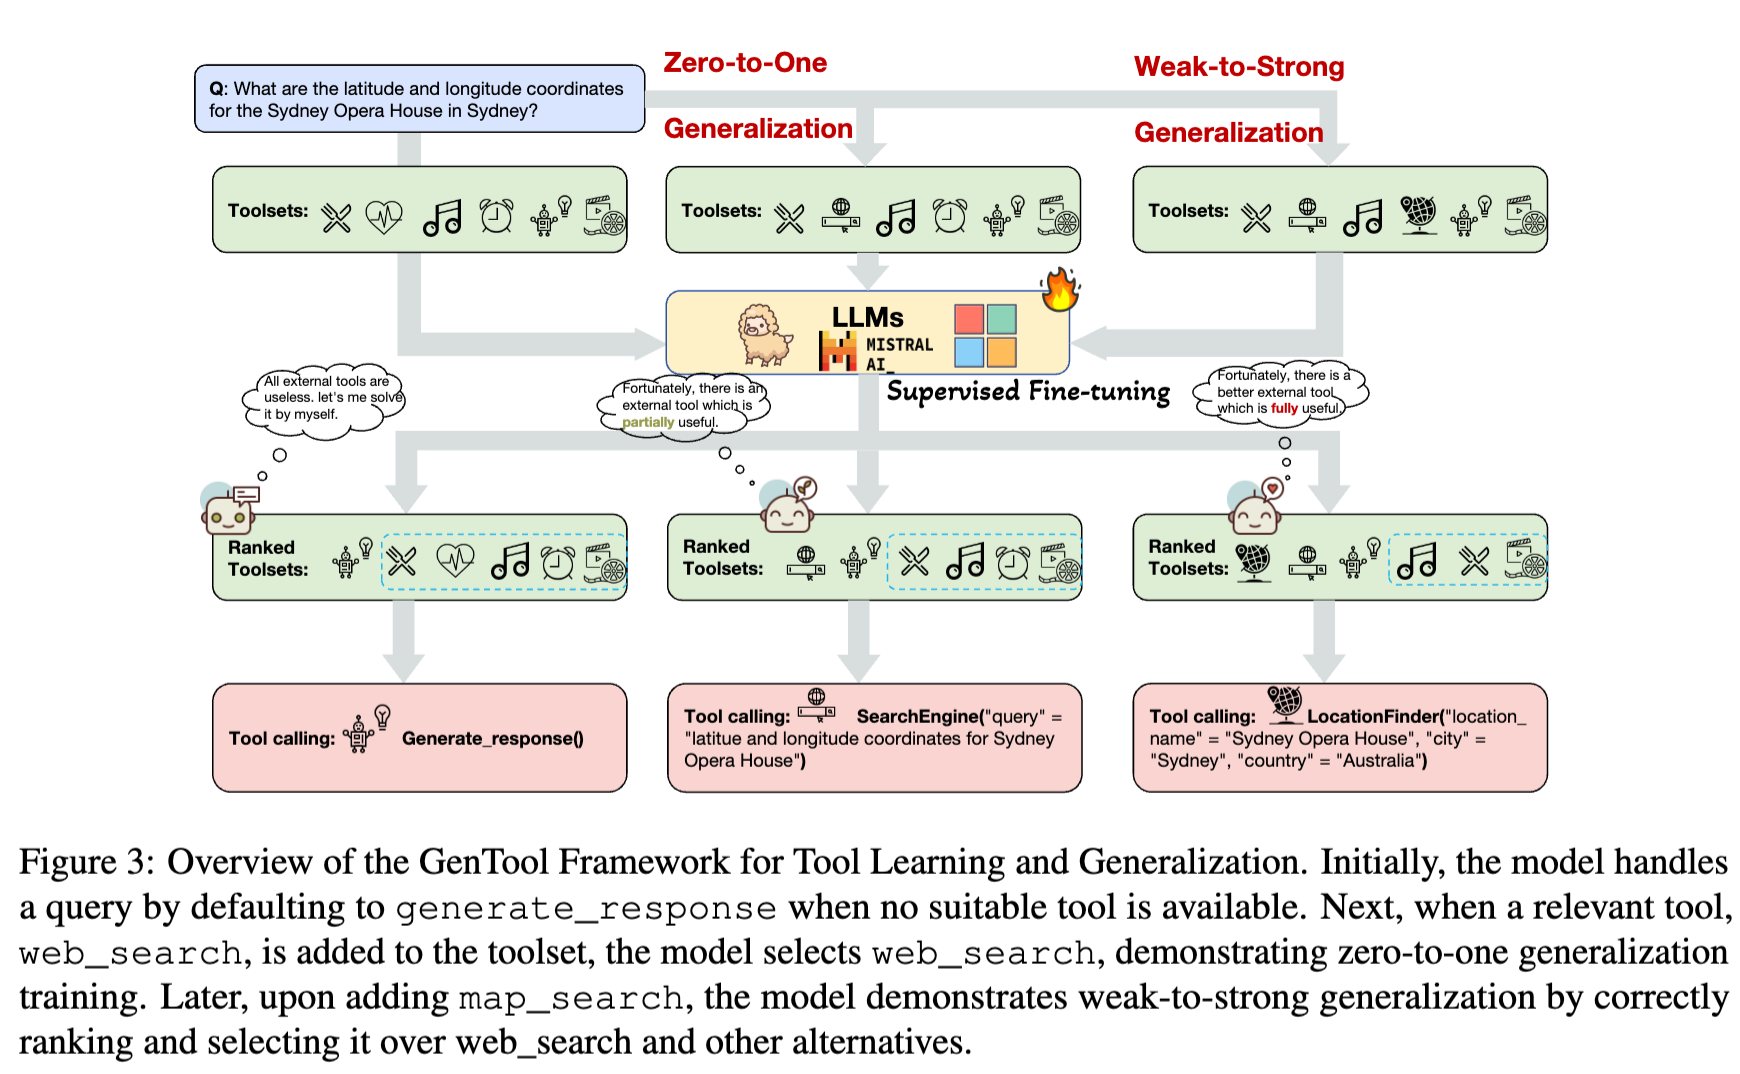 Zero-to-One
Generalization
Weak-to-Strong
Generalization
Q: What are the latitude and longitude coordinates
for the Sydney Opera House in Sydney?
Toolsets:
Toolsets:
Toolsets:
LLMs
MISTRAL
AI_
Supervised Fine-tuning
All external tools are
useless. let's me solve
it by myself.
Fortunately, there is an
external tool which is
partially useful.
Fortunately, there is a
better external tool
which is fully useful.
Ranked
Toolsets:
Ranked
Toolsets:
Ranked
Toolsets:
Tool calling: Generate_response()
Tool calling: SearchEngine("query" =
"latitue and longitude coordinates for Sydney
Opera House")
Tool calling: LocationFinder("location_
name" = "Sydney Opera House", "city" =
"Sydney", "country" = "Australia")
Figure 3: Overview of the GenTool Framework for Tool Learning and Generalization. Initially, the model handles
a query by defaulting to generate_response when no suitable tool is available. Next, when a relevant tool,
web_search, is added to the toolset, the model selects web_search, demonstrating zero-to-one generalization
training. Later, upon adding map_search, the model demonstrates weak-to-strong generalization by correctly
ranking and selecting it over web_search and other alternatives.